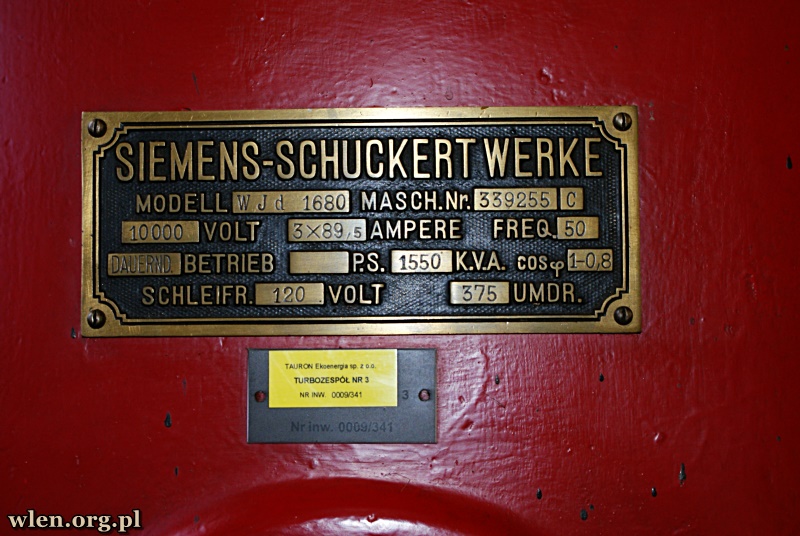 SIEMENS-SCHUCKERT WERKE
MODELL WJd 1680 MASCH.Nr. 339255 C
10000 VOLT 3×89,5 AMPERE FREQ. 50
DAUERND. BETRIEB P.S. 1550 K.V.A. cosφ 1-0,8
SCHLEIFR. 120 VOLT 375 UMDR.
TAURON Ekoenergia sp. z o.o.
TURBOZESPÓŁ NR 3
NR INW. 0009/341
3
Nr inw. 0009/341
wlen.org.pl